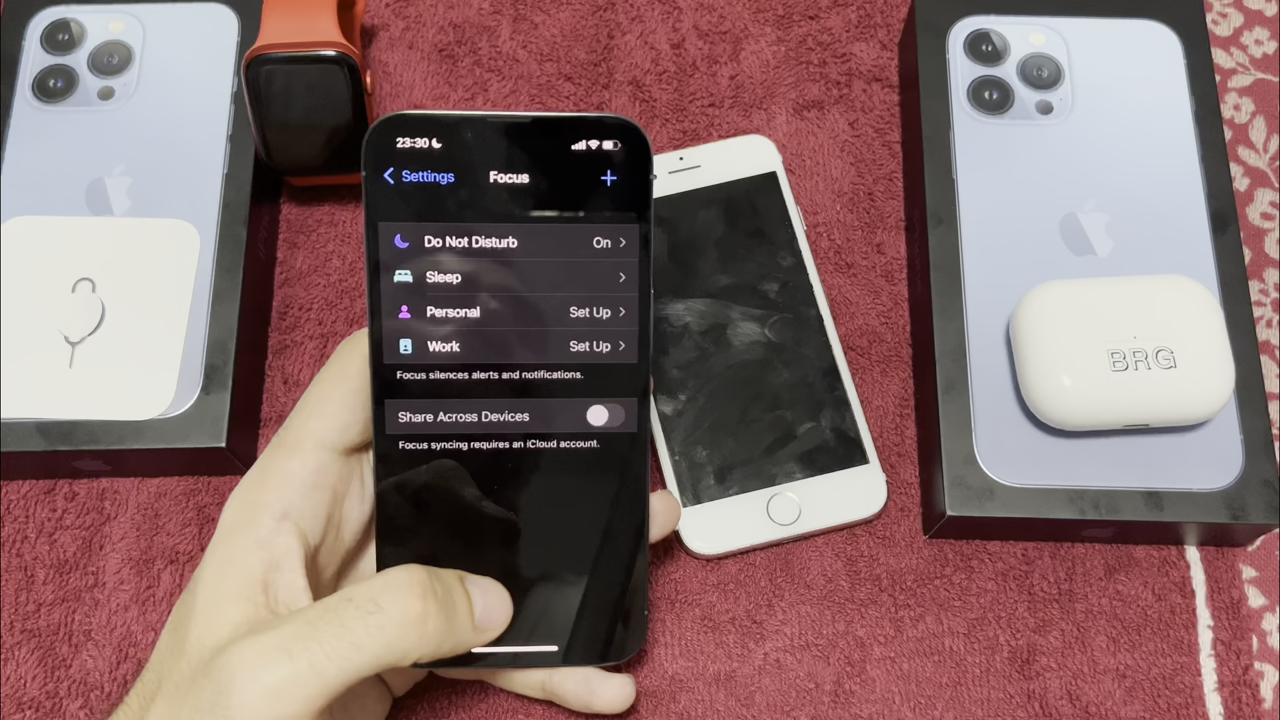 23:30
Settings
Focus
+
Do Not Disturb
On
Sleep
Personal
Set Up
Work
Set Up
Focus silences alerts and notifications.
Share Across Devices
Focus syncing requires an iCloud account.
BRG